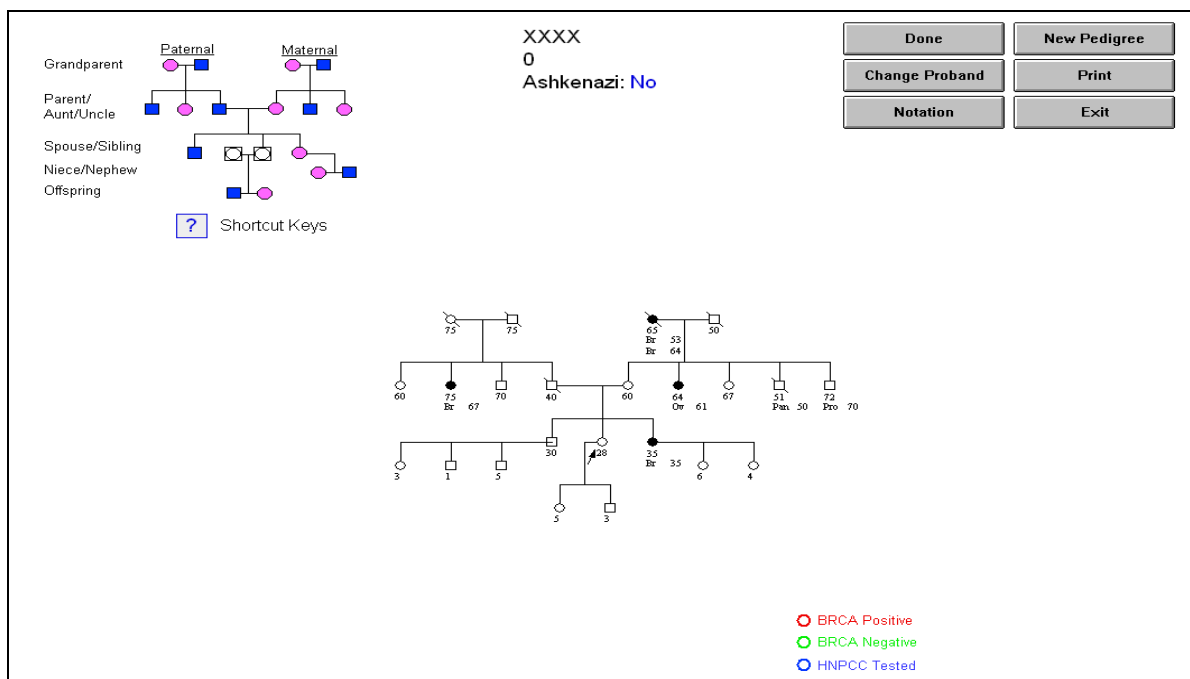 Paternal Maternal
Grandparent
Parent/
Aunt/Uncle
Spouse/Sibling
Niece/Nephew
Offspring
? Shortcut Keys
XXXX
0
Ashkenazi: No
Done New Pedigree
Change Proband Print
Notation Exit
75 75 65 50
Br 53
Br 64
60 75 70 40 60 64 67 51 72
Br 67 Ov 61 Pan 50 Pro 70
30 28 35
Br 35
3 1 5 6 4
5 3
BRCA Positive
BRCA Negative
HNPCC Tested